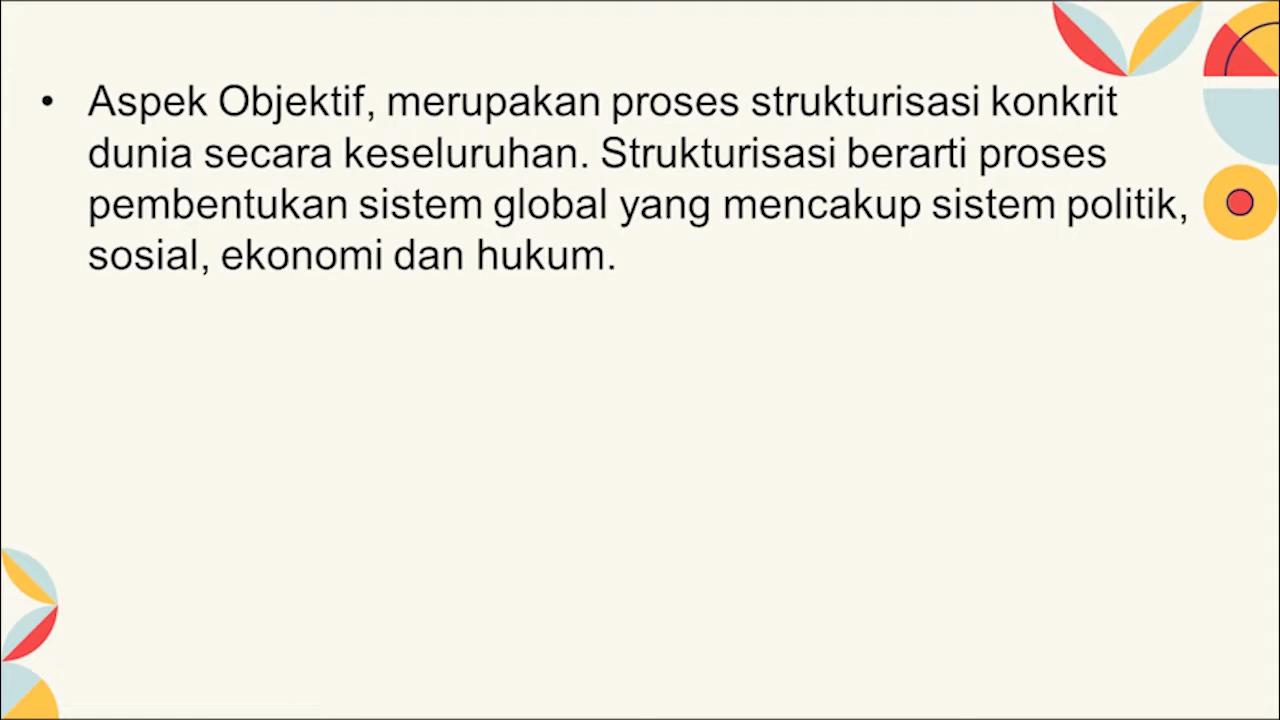 • Aspek Objektif, merupakan proses strukturisasi konkrit
dunia secara keseluruhan. Strukturisasi berarti proses
pembentukan sistem global yang mencakup sistem politik,
sosial, ekonomi dan hukum.